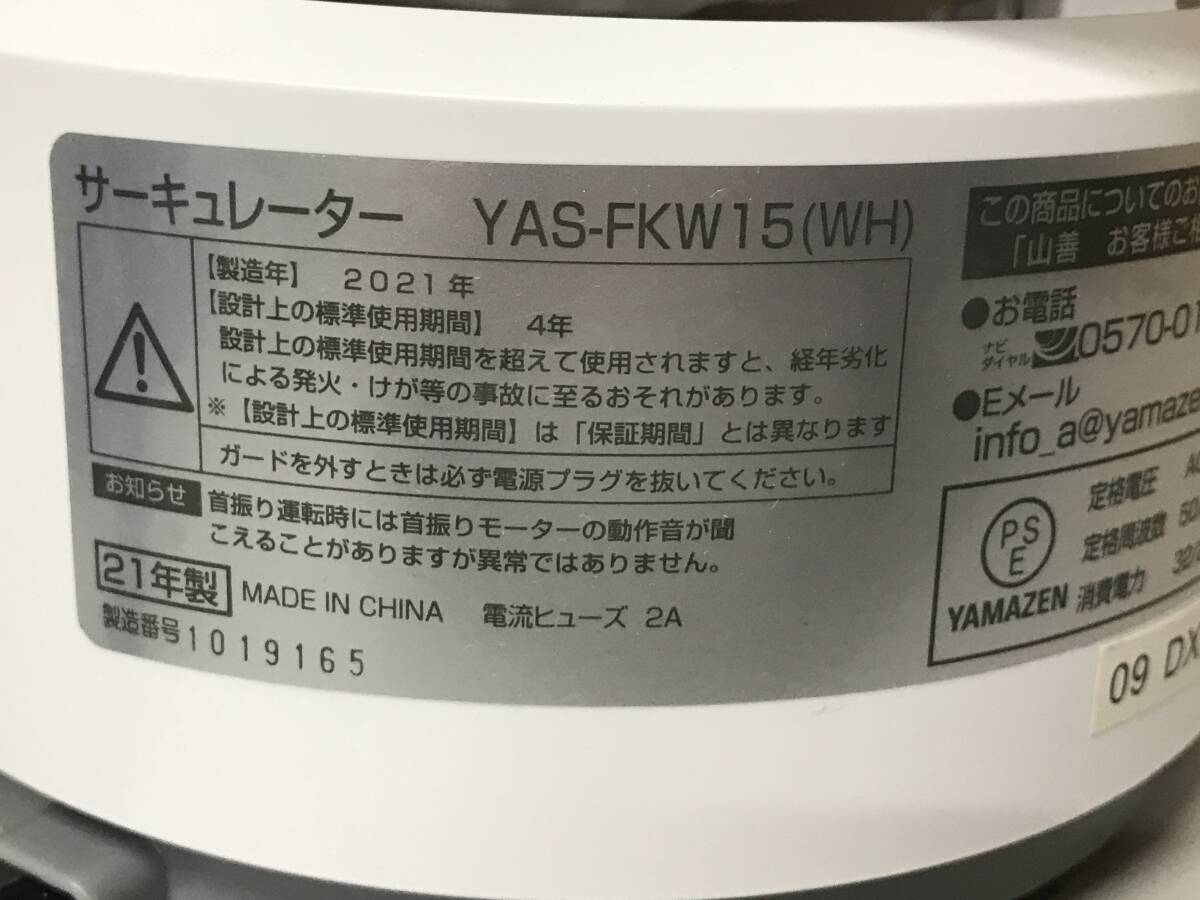 サーキュレーター YAS-FKW15(WH)
【製造年】 2021年
【設計上の標準使用期間】 4年
設計上の標準使用期間を超えて使用されますと、経年劣化
による発火・けが等の事故に至るおそれがあります。
※【設計上の標準使用期間】は「保証期間」とは異なります
ガードを外すときは必ず電源プラグを抜いてください。
お知らせ 首振り運転時には首振りモーターの動作音が聞
こえることがありますが異常ではありません。
21年製 MADE IN CHINA 電流ヒューズ 2A
製造番号 1019165
この商品についてのお
「山善 お客様ご
●お電話
ナビ
ダイヤル 0570-0
●Eメール
info_a@yamaze
PSE
YAMAZEN
定格電圧
定格周波数 50
消費電力
09 DX